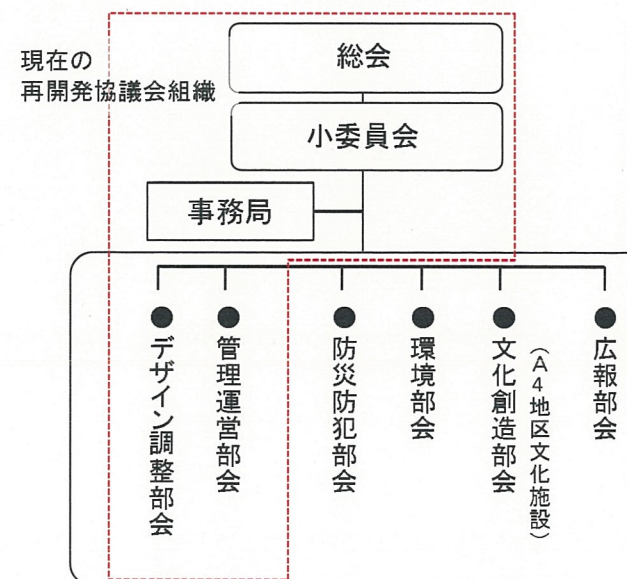 現在の
再開発協議会組織
総会
小委員会
事務局
デザイン調整部会
管理運営部会
防災防犯部会
環境部会
文化創造部会
（A4地区文化施設）
広報部会